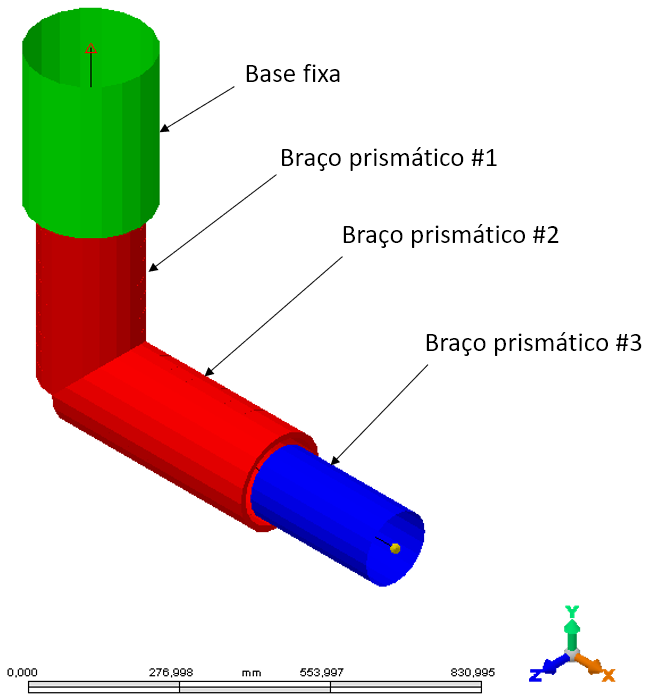 Base fixa
Braço prismático #1
Braço prismático #2
Braço prismático #3
Y
Z
X
0,000
276,998
mm
553,997
830,995